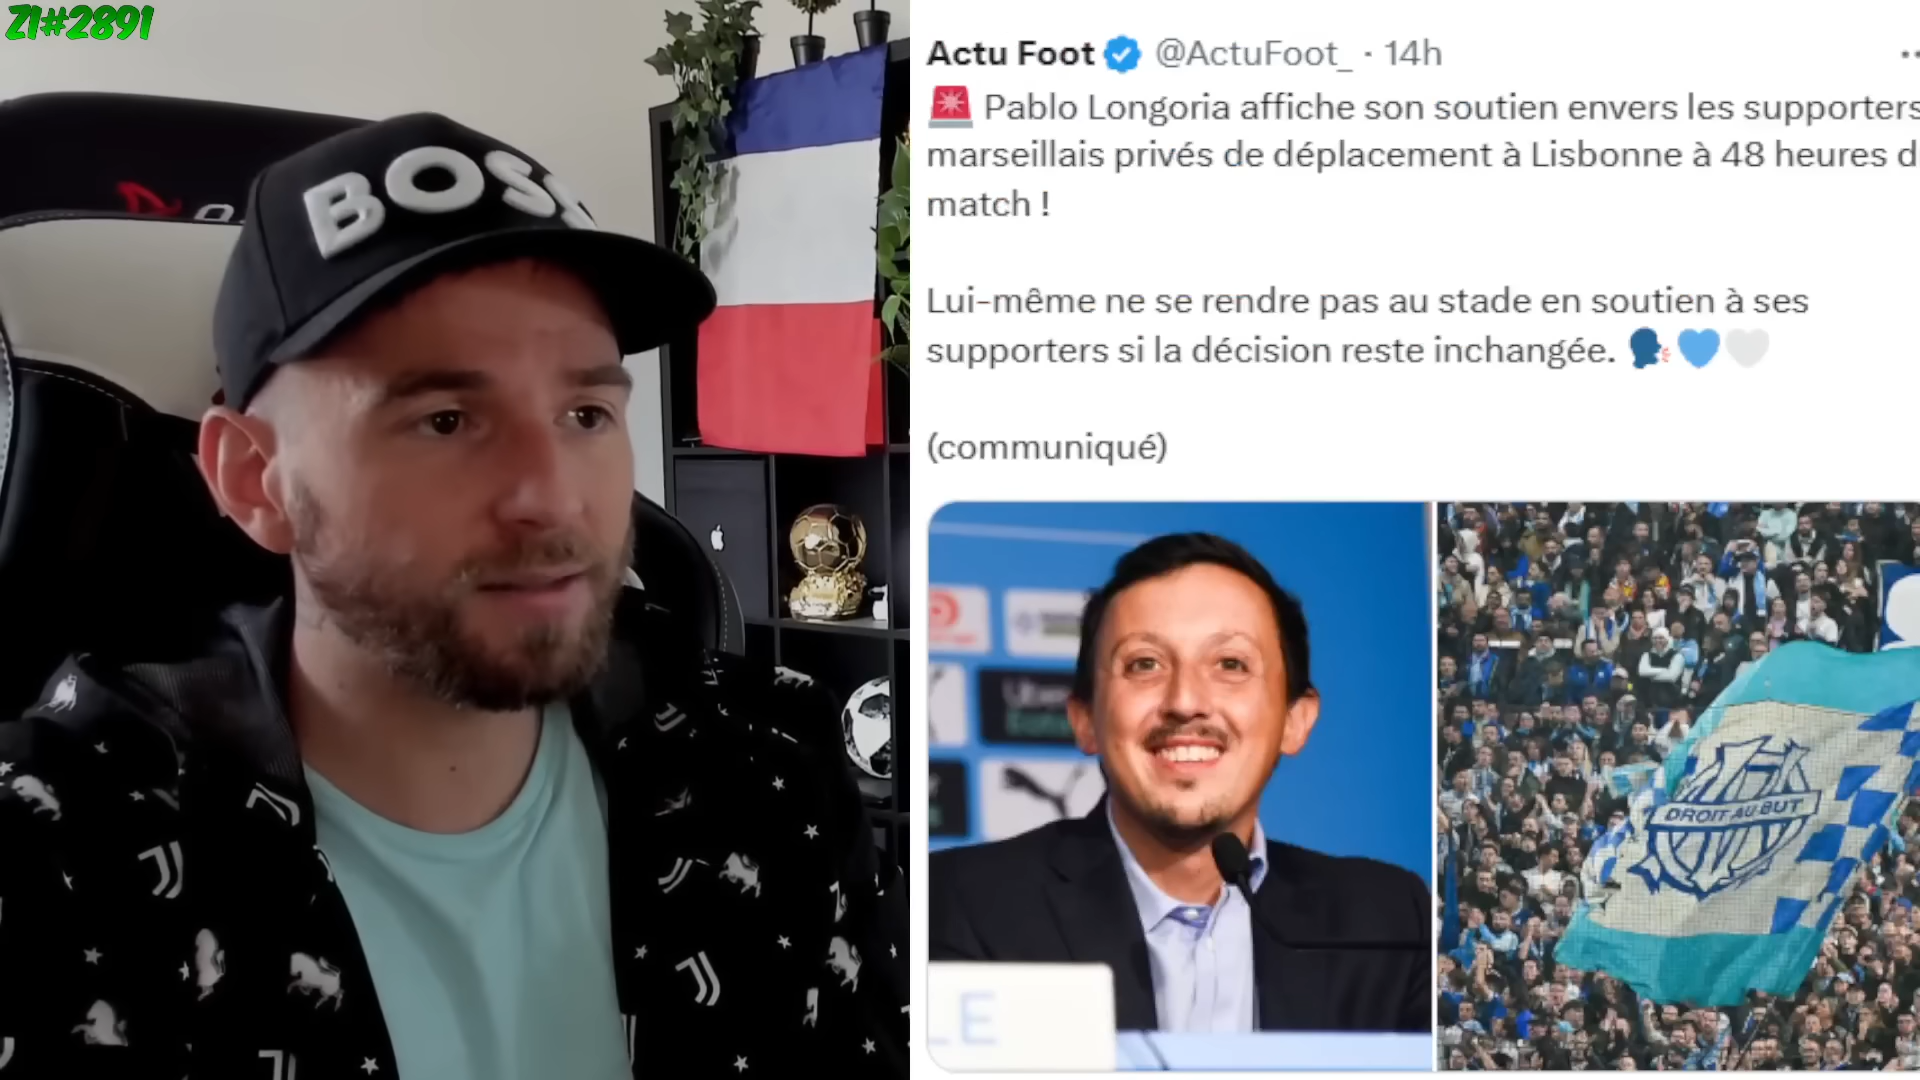 Z1#2891
BOSS
Actu Foot @ActuFoot_ · 14h
Pablo Longoria affiche son soutien envers les supporters
marseillais privés de déplacement à Lisbonne à 48 heures d
match !
Lui-même ne se rendre pas au stade en soutien à ses
supporters si la décision reste inchangée.
(communiqué)
Uber
DROIT AU BUT
LE